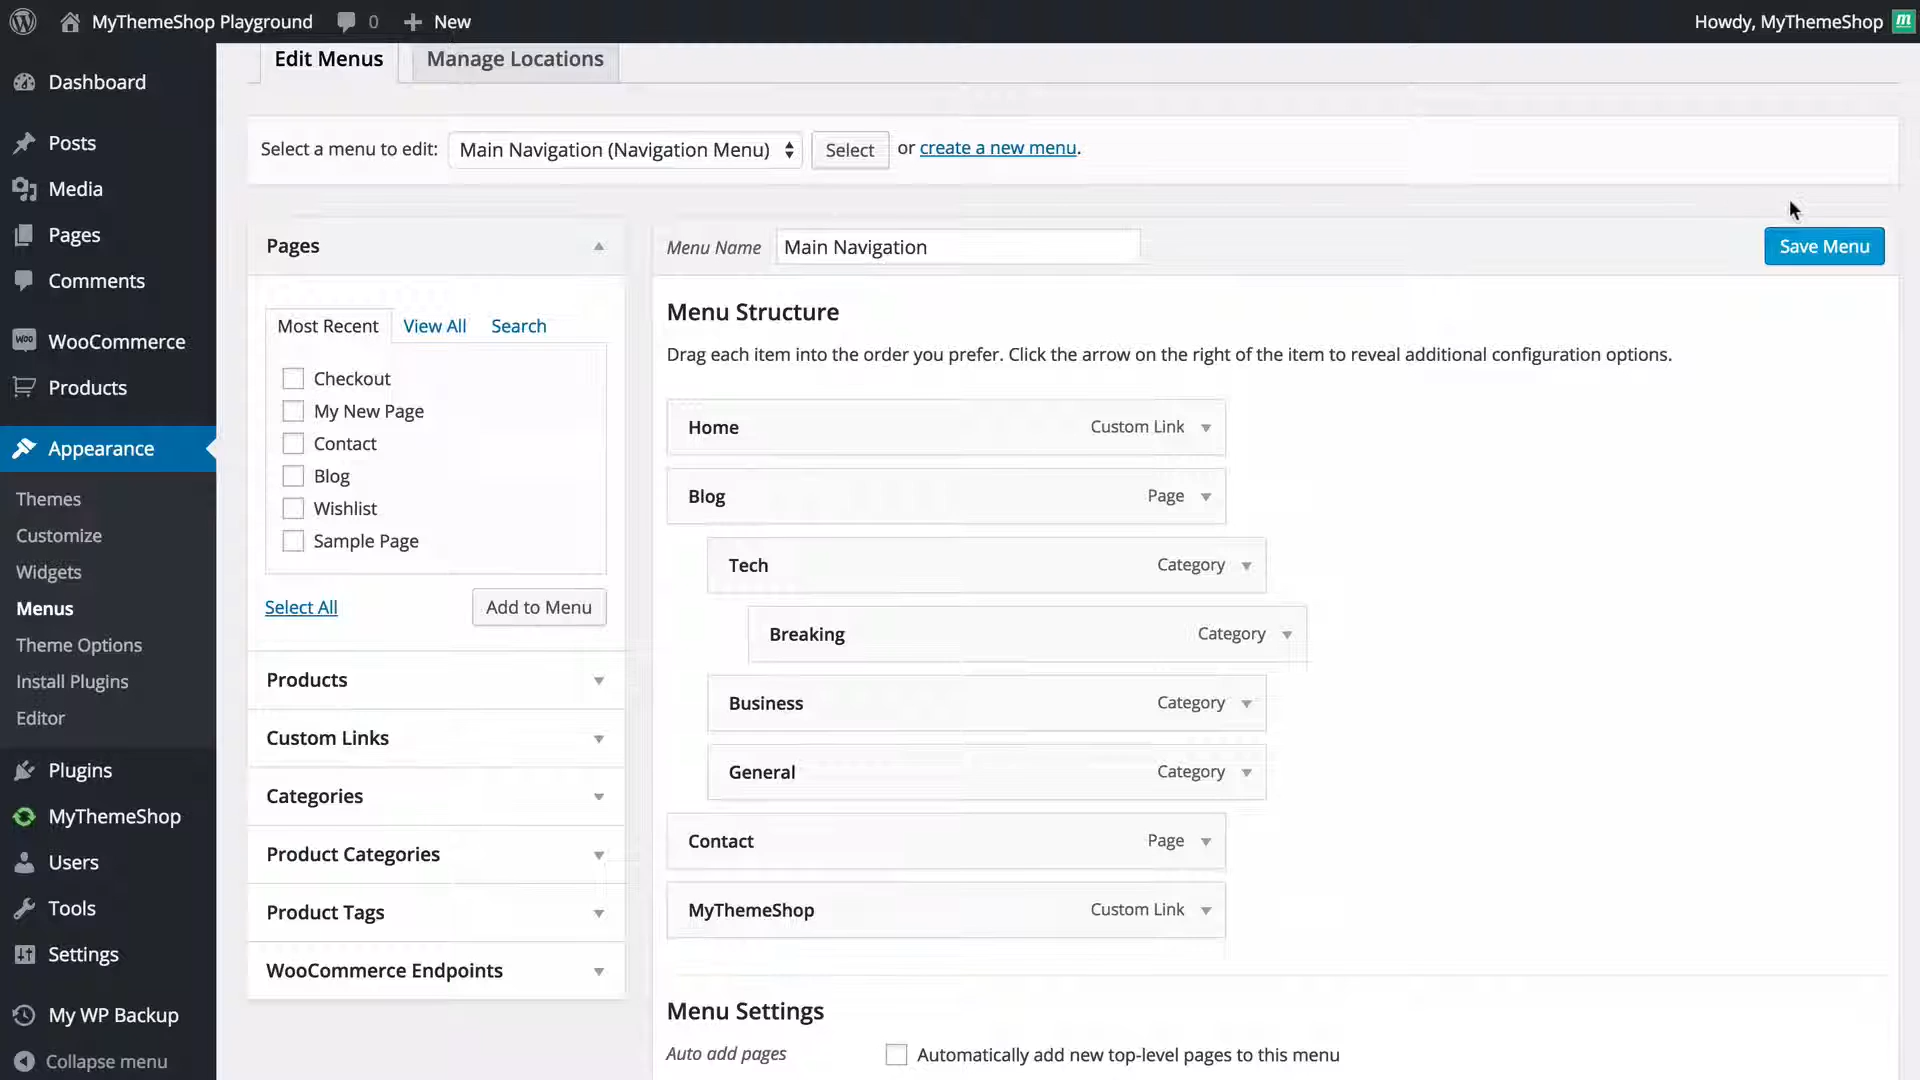 MyThemeShop Playground 0 New Howdy, MyThemeShop
Dashboard
Posts
Media
Pages
Comments
WooCommerce
Products
Appearance
Themes
Customize
Widgets
Menus
Theme Options
Install Plugins
Editor
Plugins
MyThemeShop
Users
Tools
Settings
My WP Backup
Collapse menu
Edit Menus Manage Locations
Select a menu to edit: Main Navigation (Navigation Menu) Select or create a new menu.
Pages
Most Recent View All Search
Checkout
My New Page
Contact
Blog
Wishlist
Sample Page
Select All Add to Menu
Products
Custom Links
Categories
Product Categories
Product Tags
WooCommerce Endpoints
Menu Name Main Navigation Save Menu
Menu Structure
Drag each item into the order you prefer. Click the arrow on the right of the item to reveal additional configuration options.
Home Custom Link
Blog Page
Tech Category
Breaking Category
Business Category
General Category
Contact Page
MyThemeShop Custom Link
Menu Settings
Auto add pages Automatically add new top-level pages to this menu